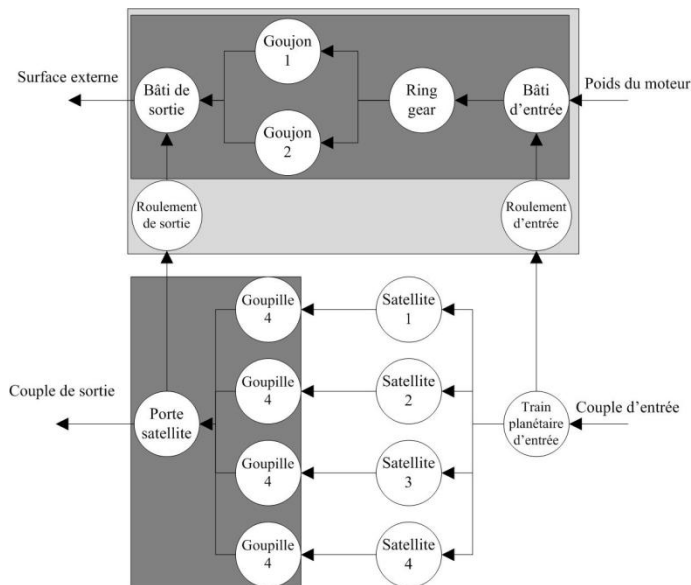 Goujon
1
Surface externe
Bâti de
sortie
Ring
gear
Bâti
d'entrée
Poids du moteur
Goujon
2
Roulement
de sortie
Roulement
d'entrée
Goupille
4
Satellite
1
Couple de sortie
Goupille
4
Satellite
2
Porte
satellite
Train
planétaire
d'entrée
Couple d'entrée
Goupille
4
Satellite
3
Goupille
4
Satellite
4